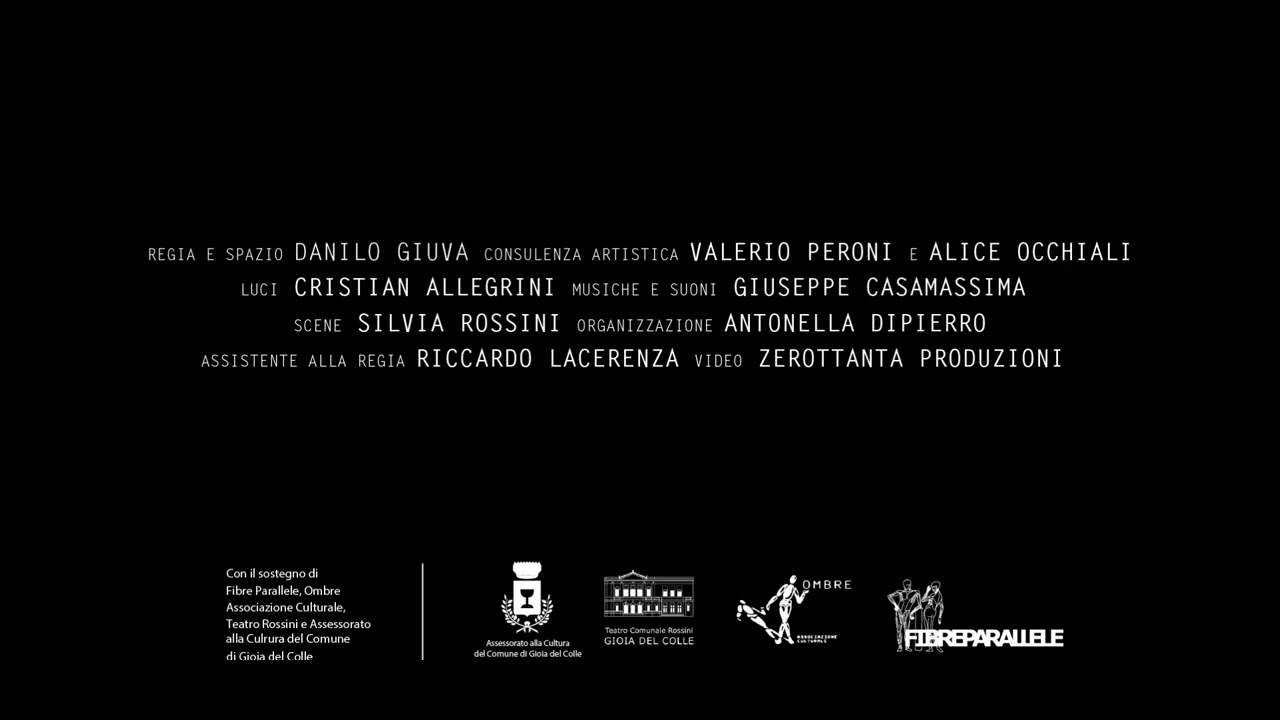 REGIA E SPAZIO DANILO GIUVA CONSULENZA ARTISTICA VALERIO PERONI E ALICE OCCHIALI
LUCI CRISTIAN ALLEGRINI MUSICHE E SUONI GIUSEPPE CASAMASSIMA
SCENE SILVIA ROSSINI ORGANIZZAZIONE ANTONELLA DIPIERRO
ASSISTENTE ALLA REGIA RICCARDO LACERENZA VIDEO ZEROTTANTA PRODUZIONI
Con il sostegno di
Fibre Parallele, Ombre
Associazione Culturale,
Teatro Rossini e Assessorato
alla Culrura del Comune
di Gioia del Colle
Assessorato alla Cultura
del Comune di Gioia del Colle
Teatro Comunale Rossini
GIOIA DEL COLLE
OMBRE
ASSOCIAZIONE
CULTURALE
FIBREPARALLELE